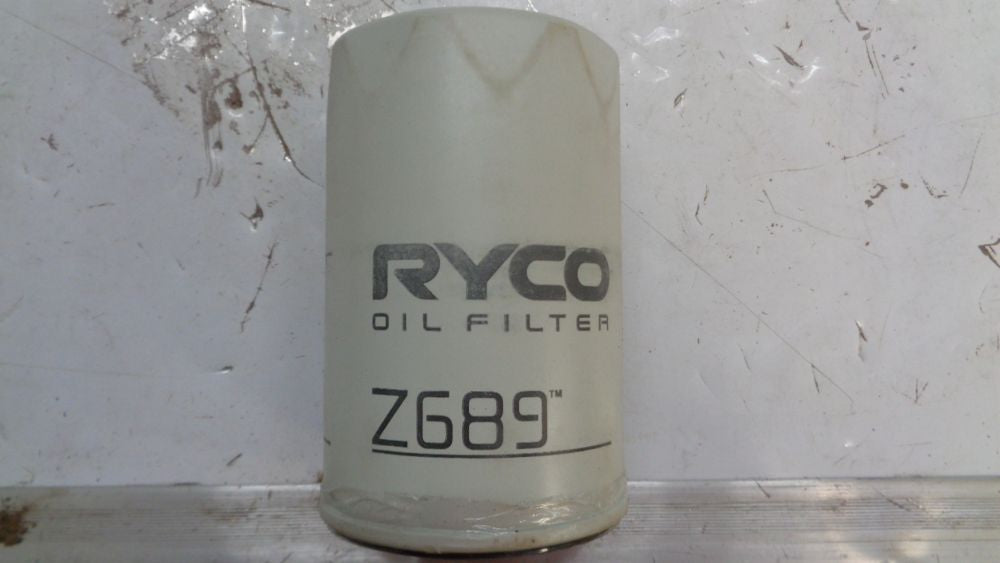 RYCO
OIL FILTER
Z689™